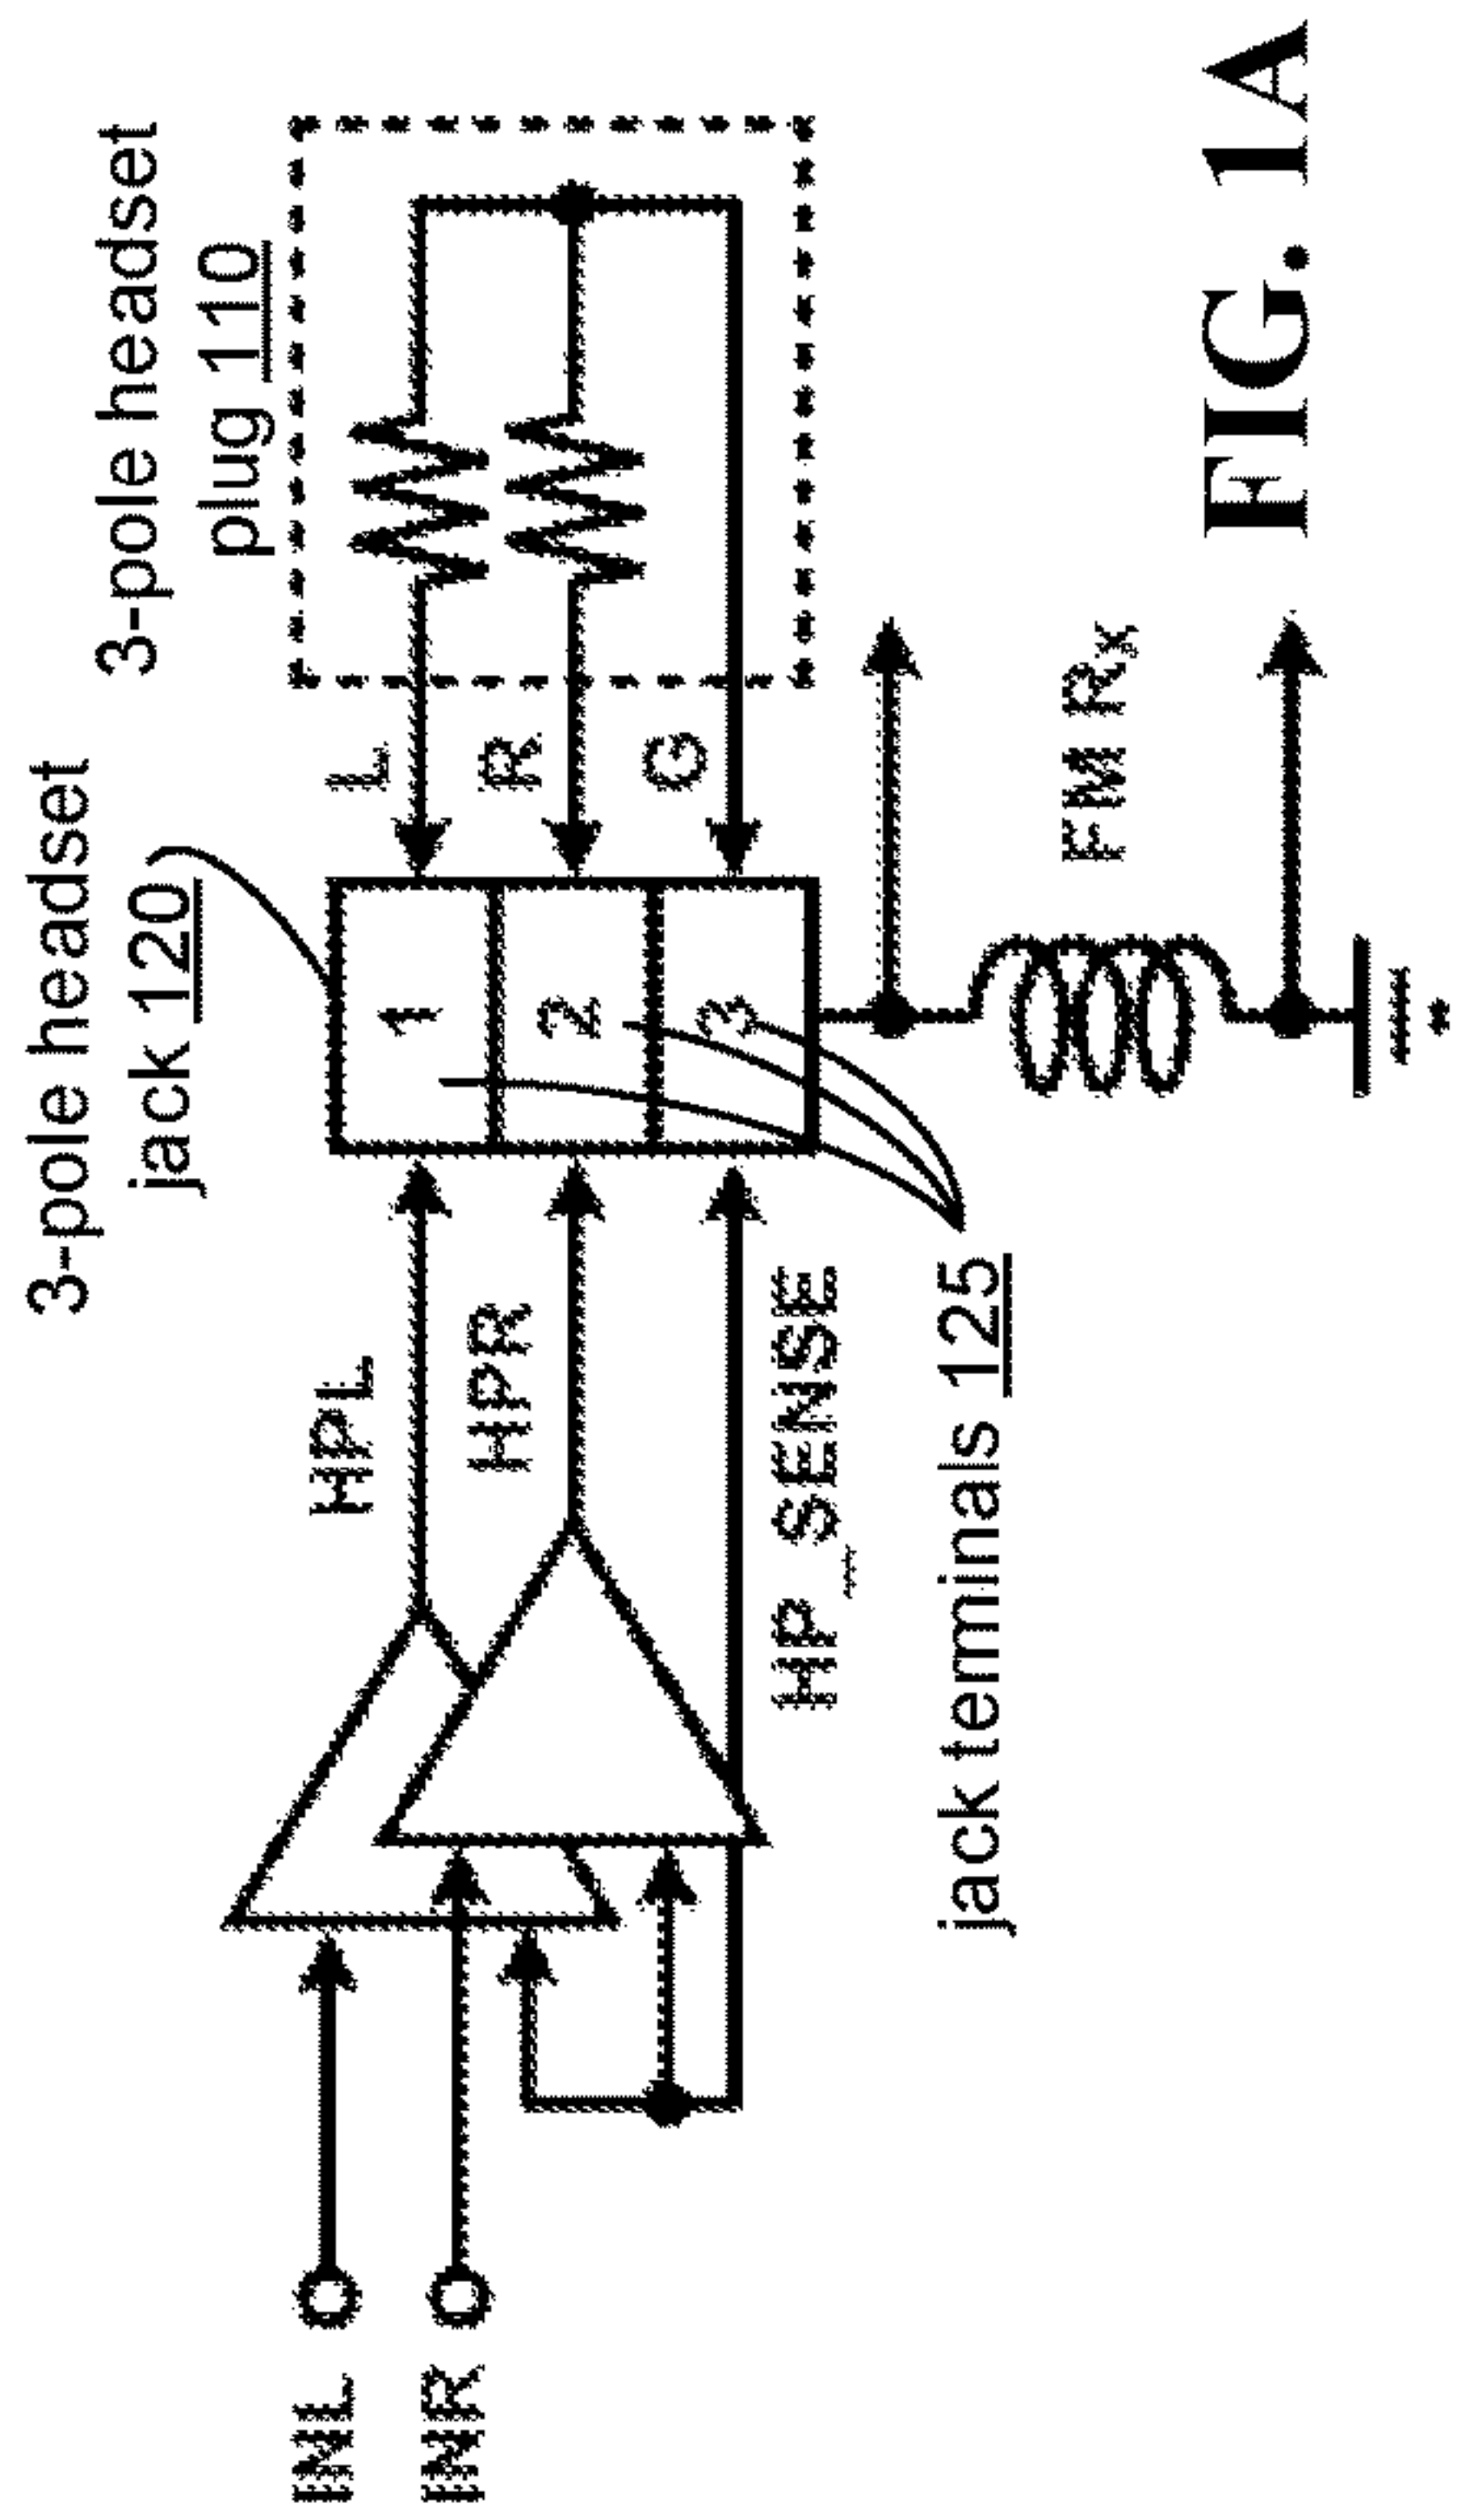 3-pole headset
jack 120
3-pole headset
plug 110
INL
HPL
L
1
INR
HPR
R
2
G
3
HP_SENSE
jack terminals 125
FM Rx
FIG. 1A